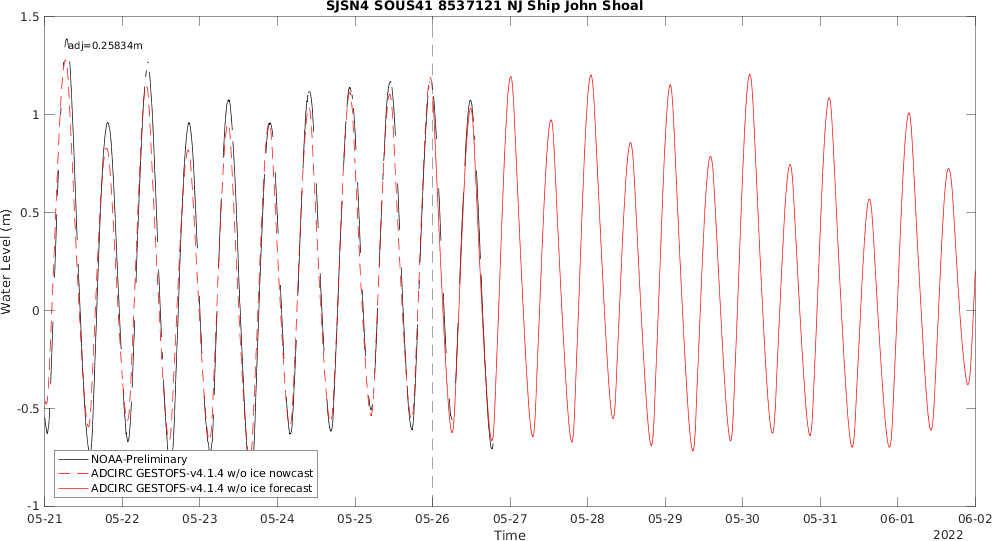 SJSN4 SOUS41 8537121 NJ Ship John Shoal
adj=0.25834m
Water Level (m)
1.5
1
0.5
0
-0.5
-1
NOAA-Preliminary
ADCIRC GESTOFS-v4.1.4 w/o ice nowcast
ADCIRC GESTOFS-v4.1.4 w/o ice forecast
05-21 05-22 05-23 05-24 05-25 05-26 05-27 05-28 05-29 05-30 05-31 06-01 06-02
Time
2022